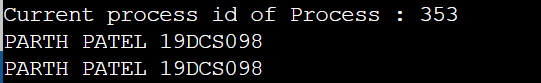 Current process id of Process : 353
PARTH PATEL 19DCS098
PARTH PATEL 19DCS098